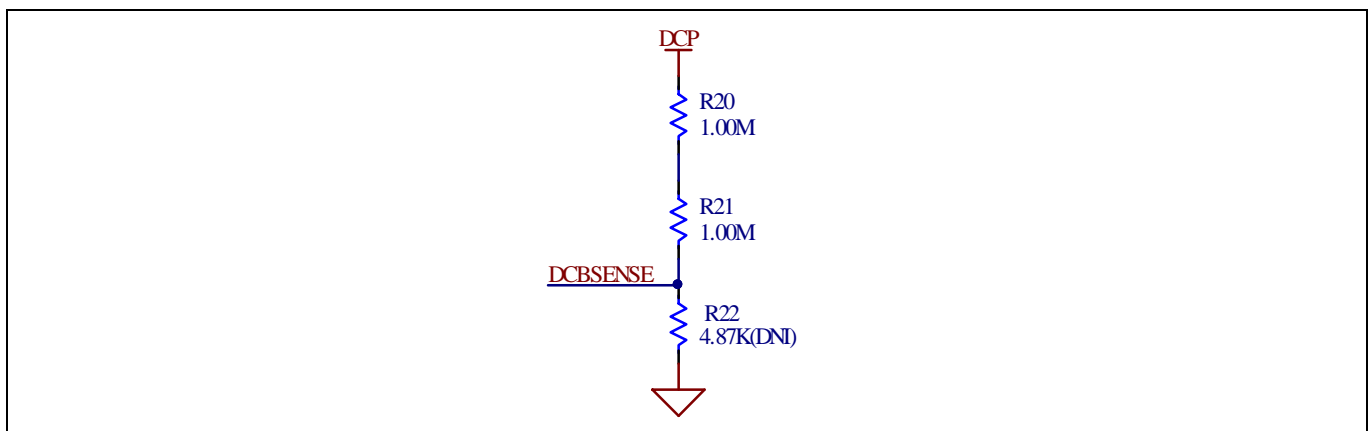 DCP
R20
1.00M
R21
1.00M
DCBSENSE
R22
4.87K(DNI)